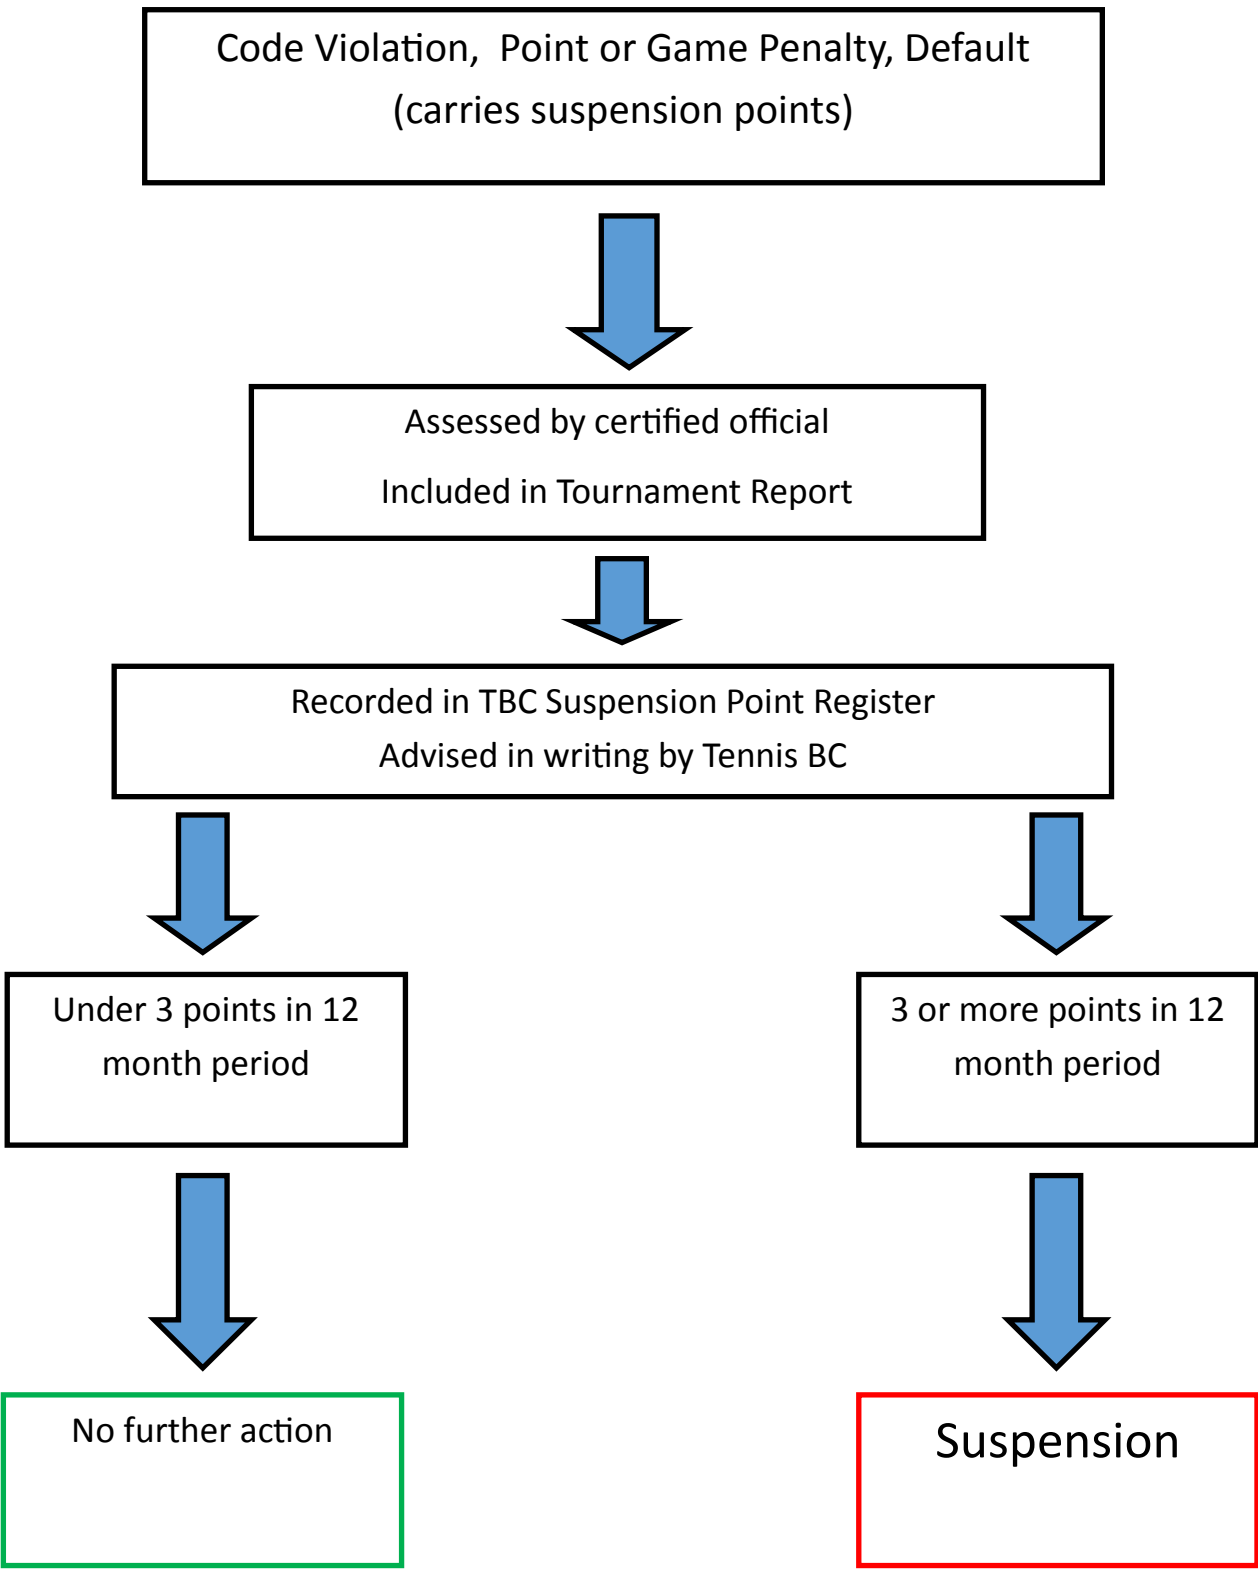 Code Violation,  Point or Game Penalty, Default
(carries suspension points)
Assessed by certified official
Included in Tournament Report
Recorded in TBC Suspension Point Register
Advised in writing by Tennis BC
Under 3 points in 12
month period
3 or more points in 12
month period
No further action
Suspension